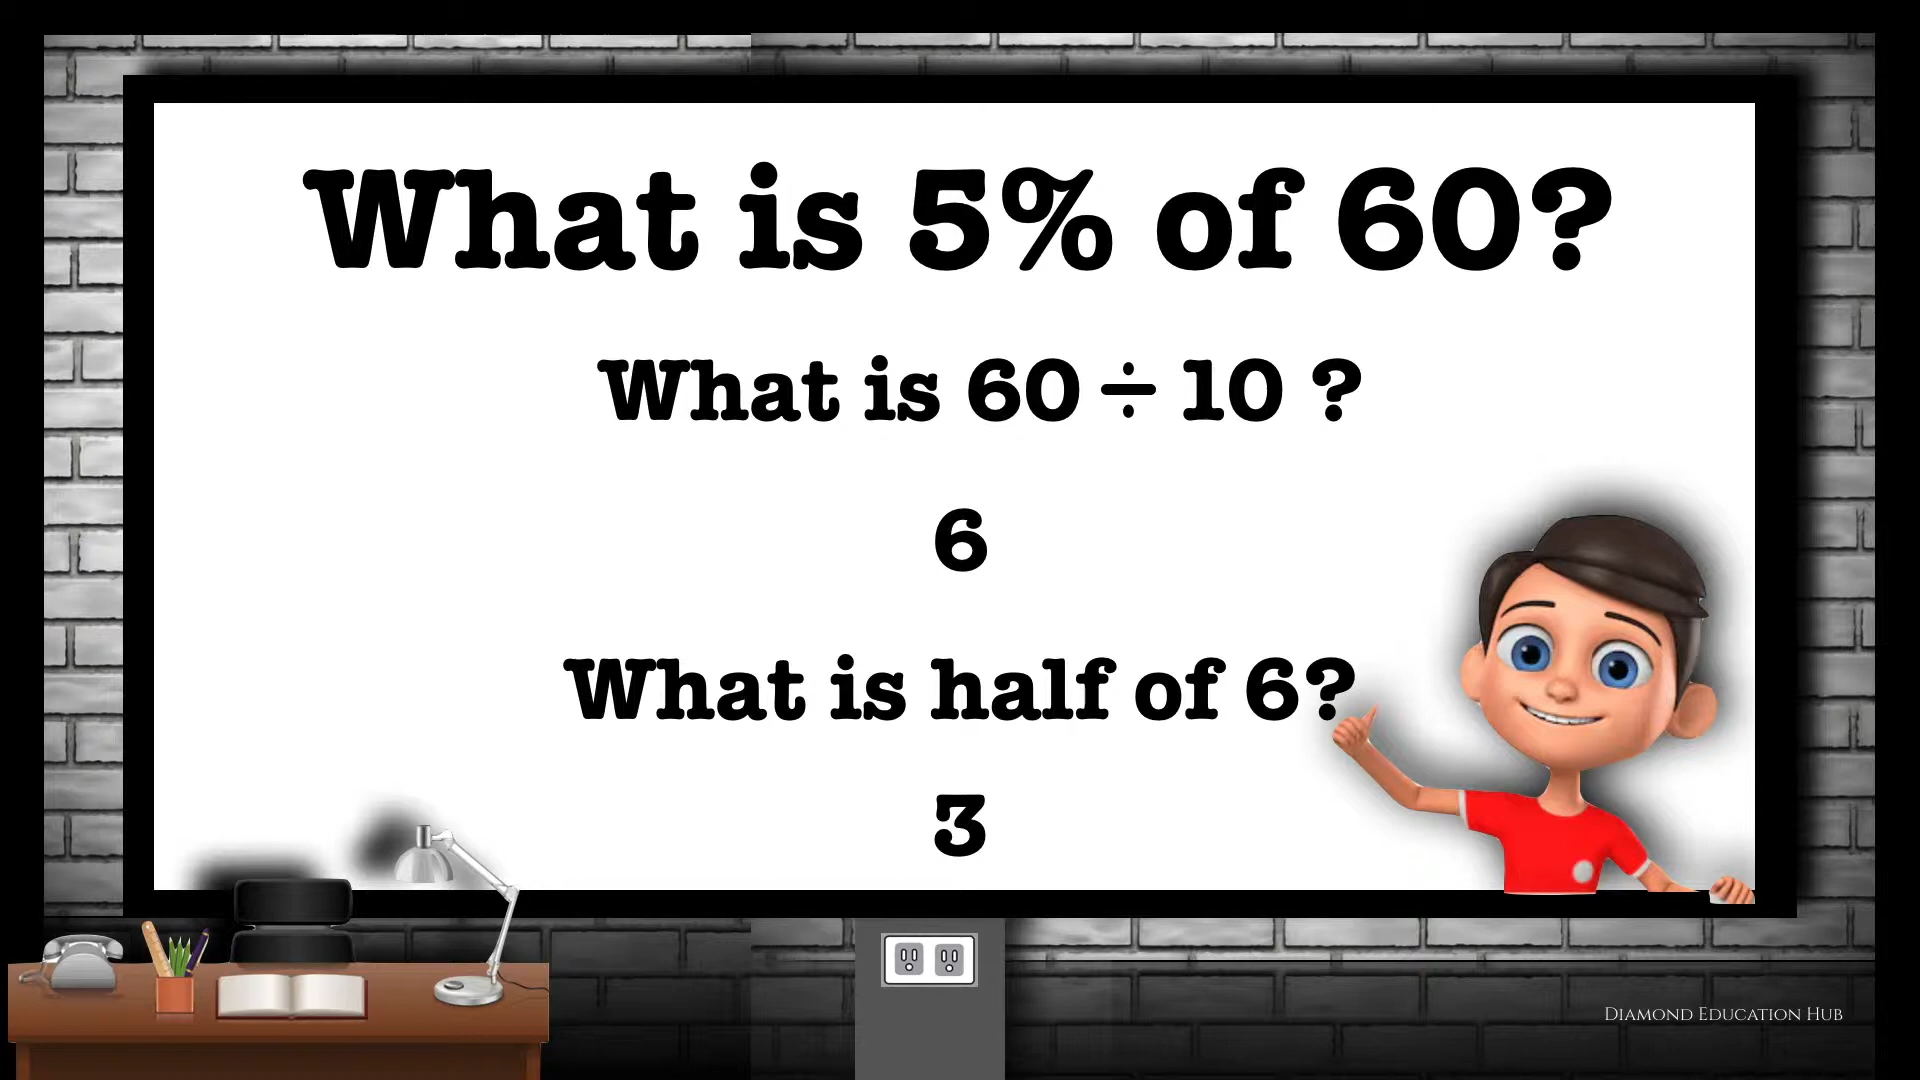 What is 5% of 60?
What is 60 ÷ 10 ?
6
What is half of 6?
3
Diamond Education Hub